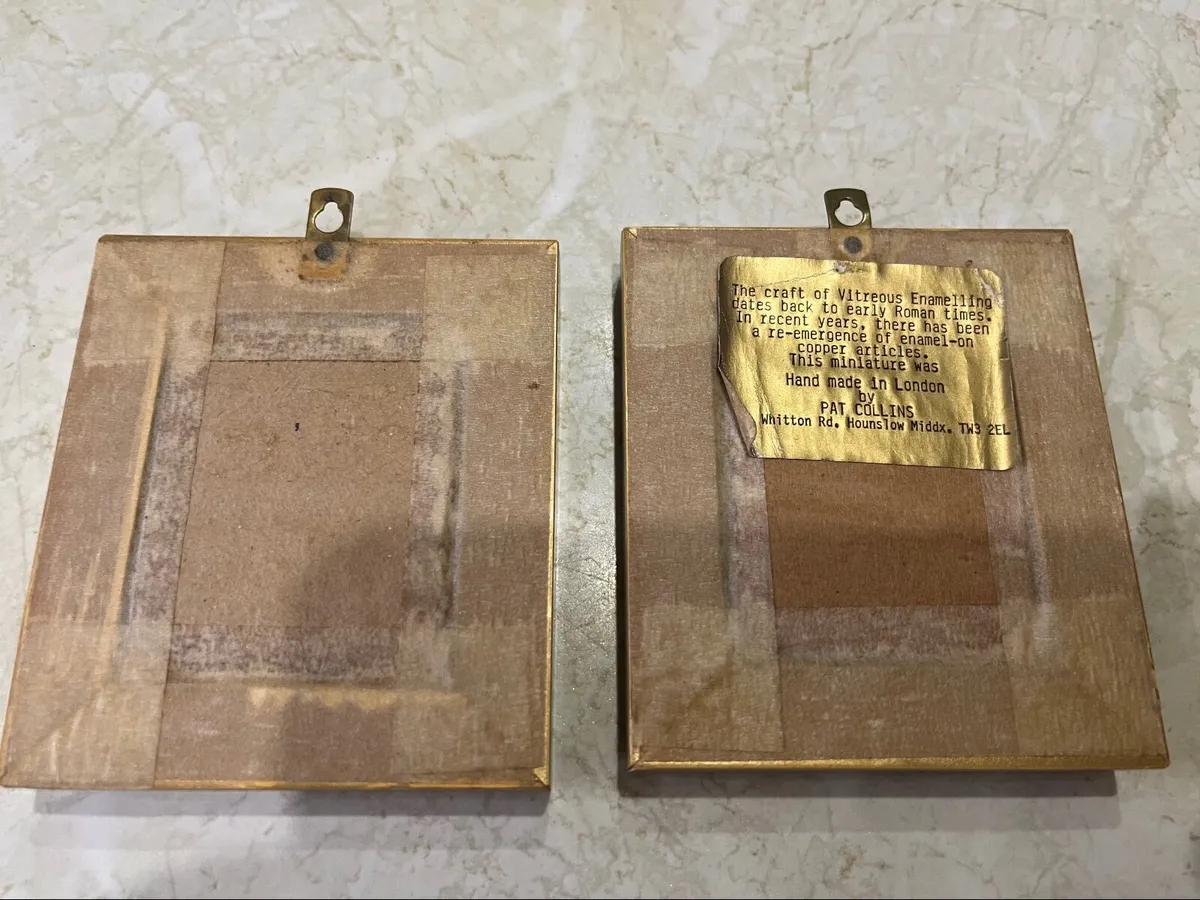 The craft of Vitreous Enamelling
dates back to early Roman times.
In recent years, there has been
a re-emergence of enamel-on
copper articles.
This miniature was
Hand made in London
by
PAT COLLINS
Whitton Rd. Hounslow Middx. TW3 2EL